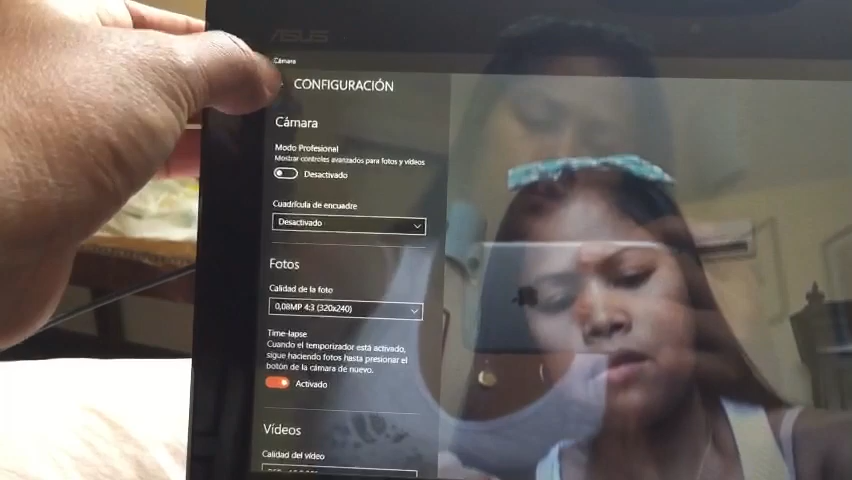 ASUS
Cámara
CONFIGURACIÓN
Cámara
Modo Profesional
Mostrar controles avanzados para fotos y vídeos
Desactivado
Cuadrícula de encuadre
Desactivado
Fotos
Calidad de la foto
0,08MP 4:3 (320x240)
Time-lapse
Cuando el temporizador está activado,
sigue haciendo fotos hasta presionar el
botón de la cámara de nuevo.
Activado
Vídeos
Calidad del vídeo